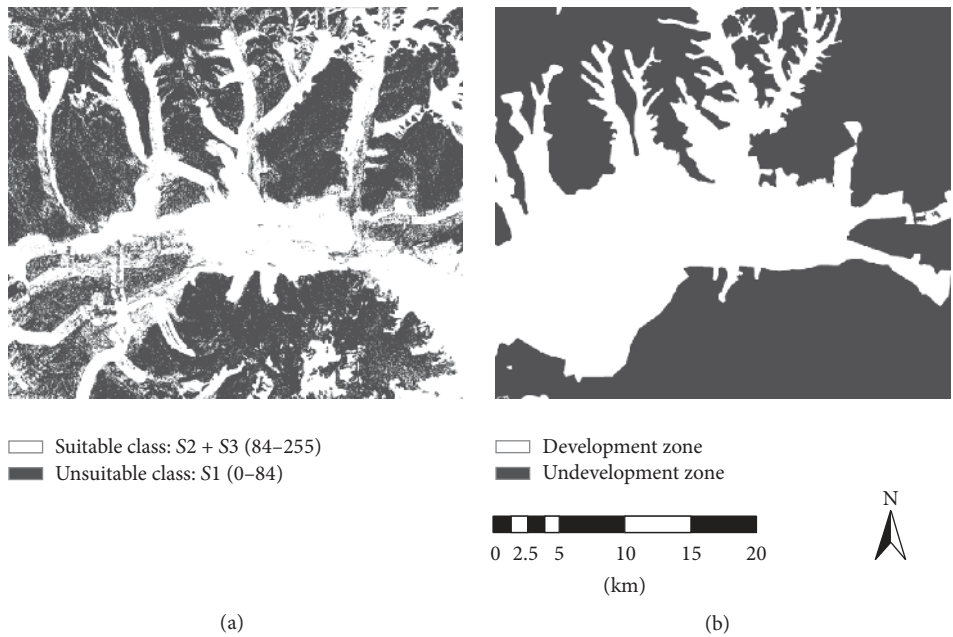 Suitable class: S2 + S3 (84–255)
Unsuitable class: S1 (0–84)
Development zone
Undevelopment zone
0 2.5 5 10 15 20
(km)
N
(a)
(b)